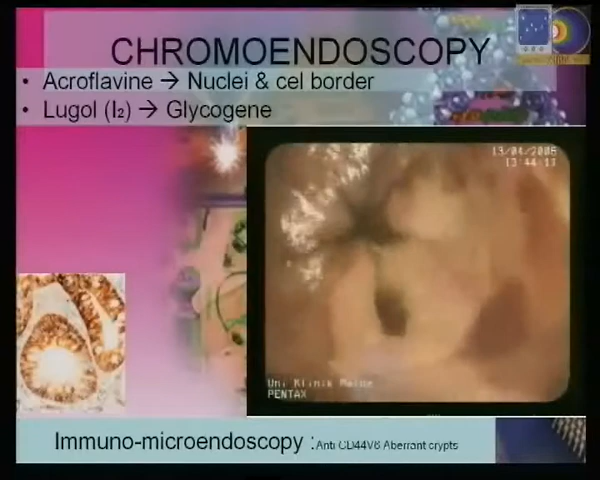 CHROMOENDOSCOPY
• Acroflavine → Nuclei & cel border
• Lugol (I₂) → Glycogene
13/04/2006
13:44:13
Uni Klinik Mainz
PENTAX
Immuno-microendoscopy : Anti CD44V6 Aberrant crypts